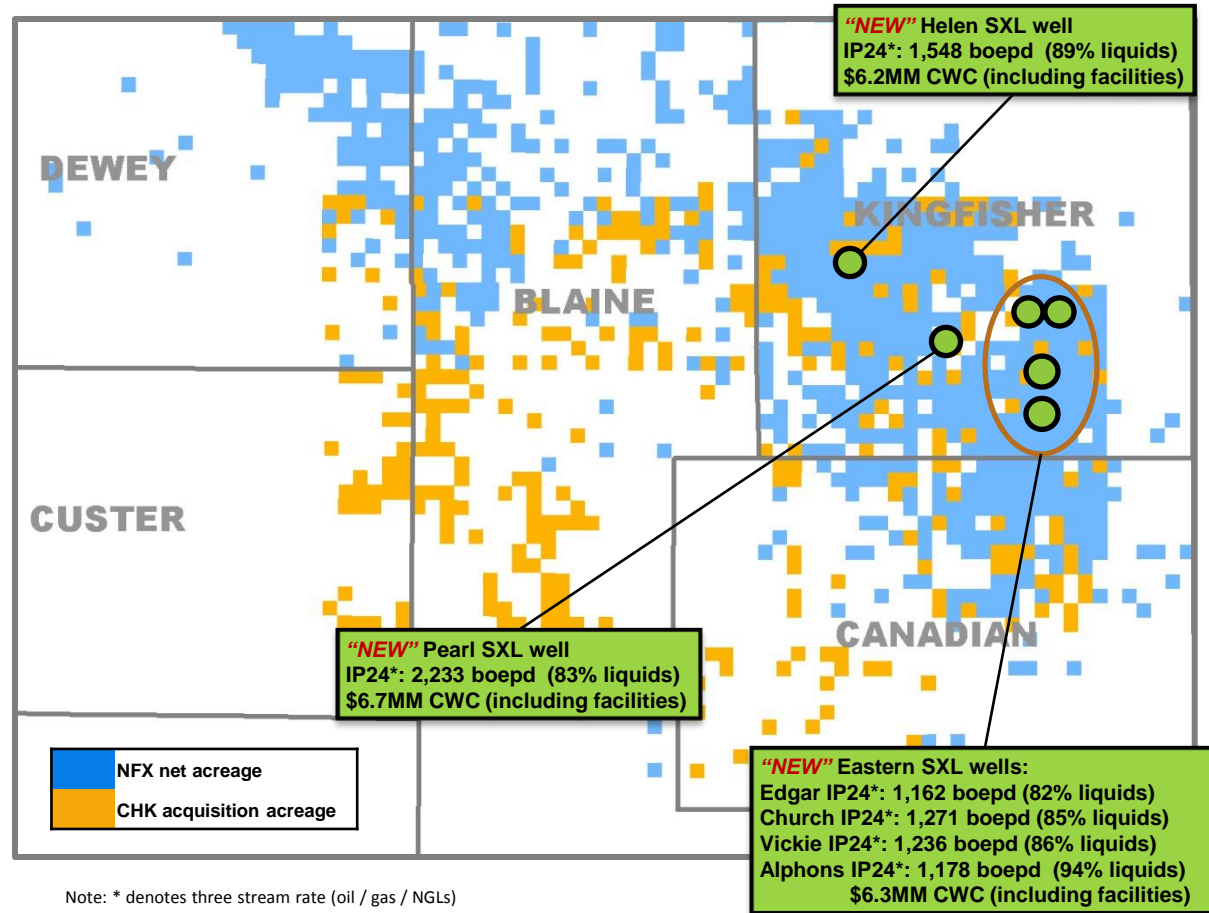 "NEW" Helen SXL well
IP24*: 1,548 boepd (89% liquids)
$6.2MM CWC (including facilities)
DEWEY
KINGFISHER
BLAINE
CUSTER
CANADIAN
"NEW" Pearl SXL well
IP24*: 2,233 boepd (83% liquids)
$6.7MM CWC (including facilities)
NFX net acreage
CHK acquisition acreage
"NEW" Eastern SXL wells:
Edgar IP24*: 1,162 boepd (82% liquids)
Church IP24*: 1,271 boepd (85% liquids)
Vickie IP24*: 1,236 boepd (86% liquids)
Alphons IP24*: 1,178 boepd (94% liquids)
$6.3MM CWC (including facilities)
Note: * denotes three stream rate (oil / gas / NGLs)